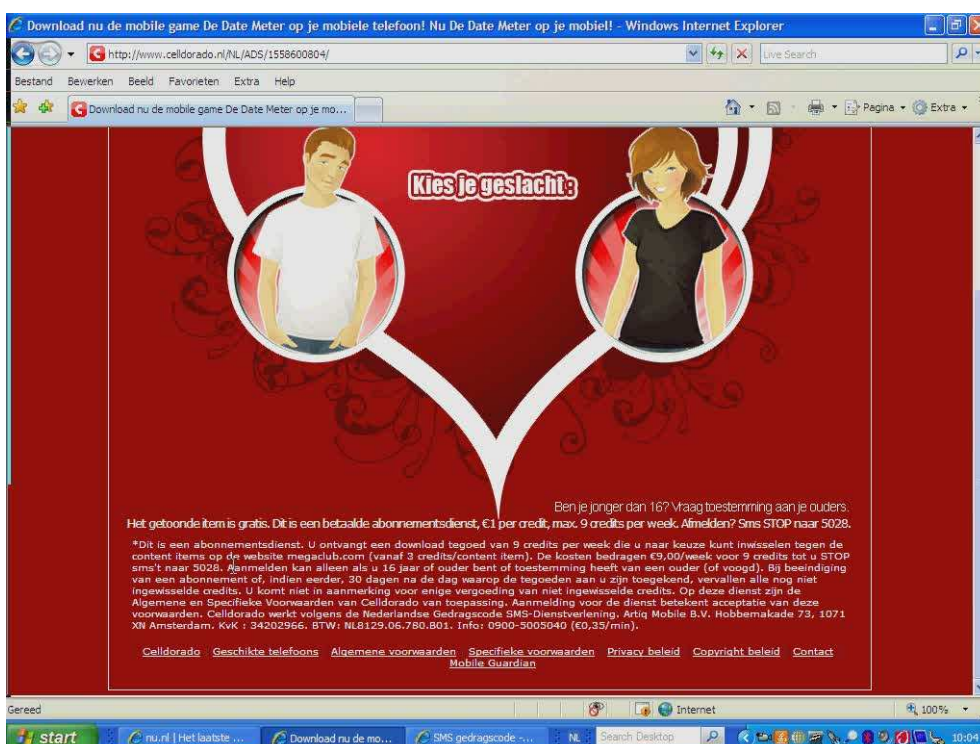 Download nu de mobile game De Date Meter op je mobiele telefoon! Nu De Date Meter op je mobiel! - Windows Internet Explorer
http://www.celldorado.nl/NL/ADS/1558600804/
Live Search
Bestand Bewerken Beeld Favorieten Extra Help
Download nu de mobile game De Date Meter op je mo...
Pagina Extra
Kies je geslacht:
Ben je jonger dan 16? Vraag toestemming aan je ouders.
Het getoonde item is gratis. Dit is een betaalde abonnementsdienst, €1 per credit, max. 9 credits per week. Afmelden? Sms STOP naar 5028.
*Dit is een abonnementsdienst. U ontvangt een download tegoed van 9 credits per week die u naar keuze kunt inwisselen tegen de
content items op de website megaclub.com (vanaf 3 credits/content item). De kosten bedragen €9,00/week voor 9 credits tot u STOP
sms't naar 5028. Aanmelden kan alleen als u 16 jaar of ouder bent of toestemming heeft van een ouder (of voogd). Bij beeindiging
van een abonnement of, indien eerder, 30 dagen na de dag waarop de tegoeden aan u zijn toegekend, vervallen alle nog niet
ingewisselde credits. U komt niet in aanmerking voor enige vergoeding van niet ingewisselde credits. Op deze dienst zijn de
Algemene en Specifieke Voorwaarden van Celldorado van toepassing. Aanmelding voor de dienst betekent acceptatie van deze
voorwaarden. Celldorado werkt volgens de Nederlandse Gedragscode SMS-Dienstverlening. Artiq Mobile B.V. Hobbemakade 73, 1071
XN Amsterdam. KvK : 34202966. BTW: NL8129.06.780.B01. Info: 0900-5005040 (€0,35/min).
Celldorado Geschikte telefoons Algemene voorwaarden Specifieke voorwaarden Privacy beleid Copyright beleid Contact
Mobile Guardian
Gereed Internet 100%
start nu.nl | Het laatste ... Download nu de mo... SMS gedragscode -... NL Search Desktop 10:04